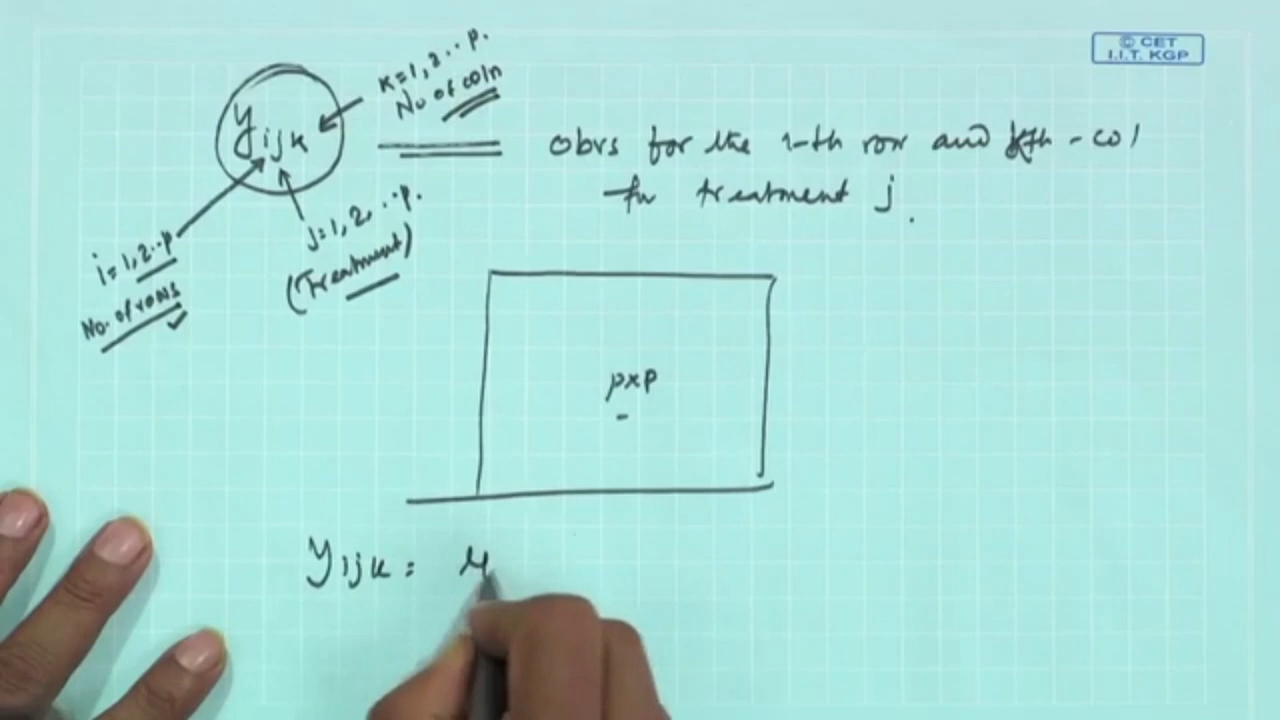 © CET
I.I.T. KGP
K=1,2..p.
No of coln
yijk
obvs for the i-th row and kth-col
for treatment j.
i=1,2..p
No. of rows
j=1,2,..p.
(Treatment)
p×p
yijk = μ